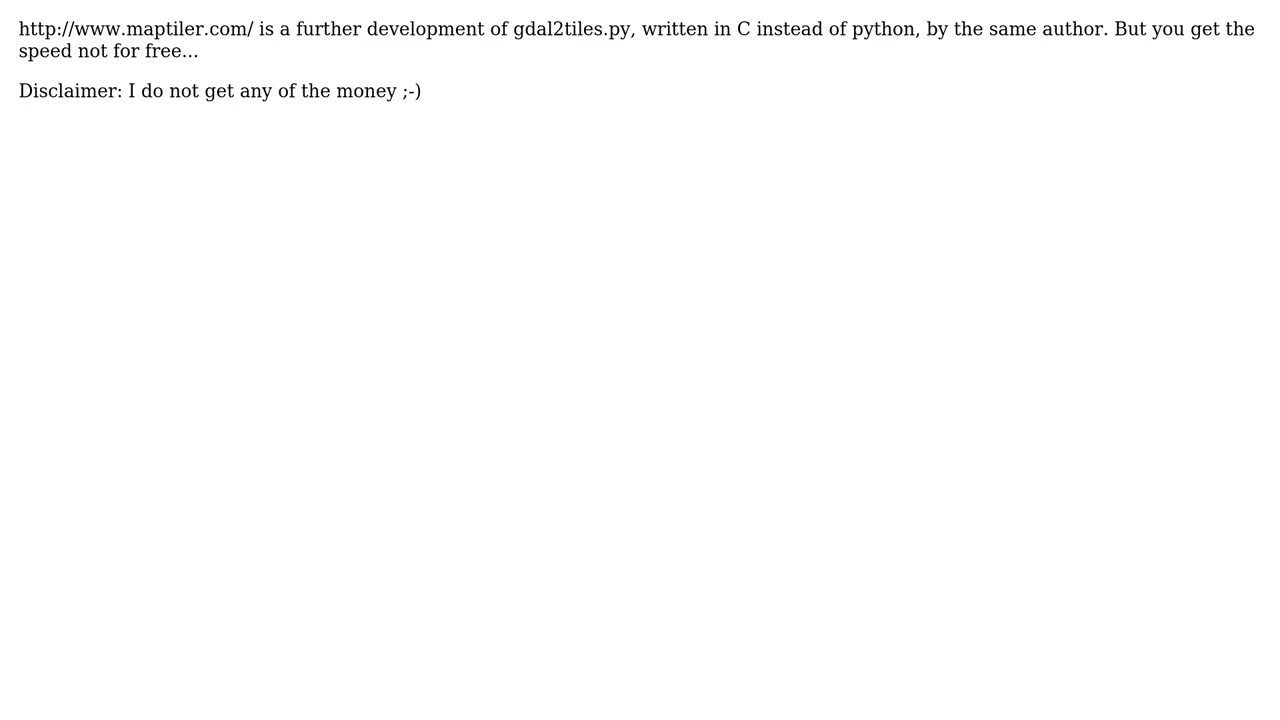 http://www.maptiler.com/ is a further development of gdal2tiles.py, written in C instead of python, by the same author. But you get the
speed not for free...
Disclaimer: I do not get any of the money ;-)